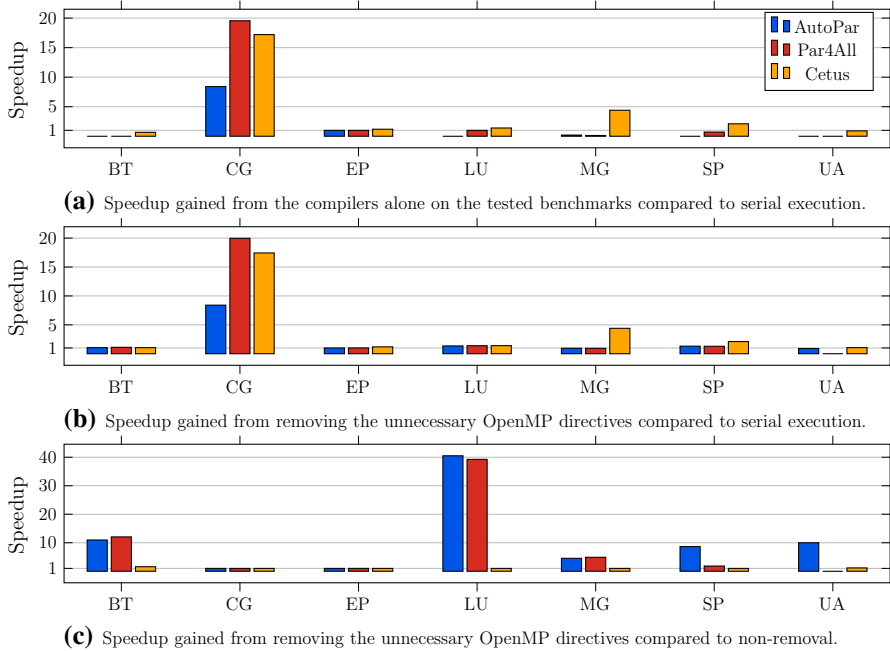 20
15
10
5
1
Speedup
AutoPar
Par4All
Cetus
BT CG EP LU MG SP UA
(a) Speedup gained from the compilers alone on the tested benchmarks compared to serial execution.
20
15
10
5
1
Speedup
BT CG EP LU MG SP UA
(b) Speedup gained from removing the unnecessary OpenMP directives compared to serial execution.
40
30
20
10
1
Speedup
BT CG EP LU MG SP UA
(c) Speedup gained from removing the unnecessary OpenMP directives compared to non-removal.